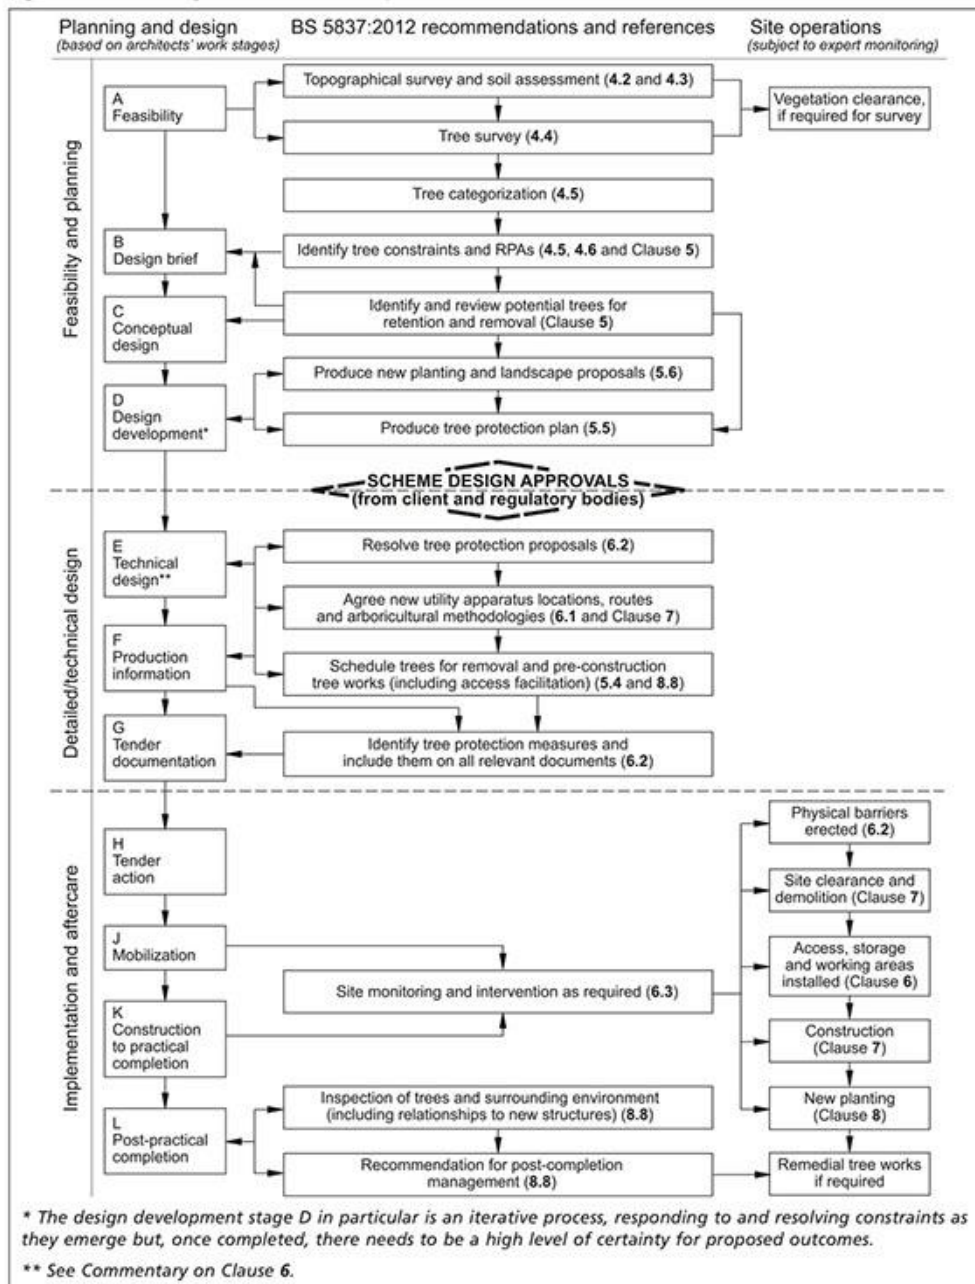 Planning and design
(based on architects' work stages)
BS 5837:2012 recommendations and references
Site operations
(subject to expert monitoring)
Feasibility and planning
A
Feasibility
Topographical survey and soil assessment (4.2 and 4.3)
Vegetation clearance,
if required for survey
Tree survey (4.4)
Tree categorization (4.5)
B
Design brief
Identify tree constraints and RPAs (4.5, 4.6 and Clause 5)
C
Conceptual
design
Identify and review potential trees for
retention and removal (Clause 5)
D
Design
development*
Produce new planting and landscape proposals (5.6)
Produce tree protection plan (5.5)
SCHEME DESIGN APPROVALS
(from client and regulatory bodies)
Detailed/technical design
E
Technical
design**
Resolve tree protection proposals (6.2)
Agree new utility apparatus locations, routes
and arboricultural methodologies (6.1 and Clause 7)
F
Production
information
Schedule trees for removal and pre-construction
tree works (including access facilitation) (5.4 and 8.8)
G
Tender
documentation
Identify tree protection measures and
include them on all relevant documents (6.2)
Implementation and aftercare
H
Tender
action
Physical barriers
erected (6.2)
Site clearance and
demolition (Clause 7)
J
Mobilization
Access, storage
and working areas
installed (Clause 6)
Site monitoring and intervention as required (6.3)
K
Construction
to practical
completion
Construction
(Clause 7)
L
Post-practical
completion
Inspection of trees and surrounding environment
(including relationships to new structures) (8.8)
New planting
(Clause 8)
Recommendation for post-completion
management (8.8)
Remedial tree works
if required
* The design development stage D in particular is an iterative process, responding to and resolving constraints as
they emerge but, once completed, there needs to be a high level of certainty for proposed outcomes.
** See Commentary on Clause 6.